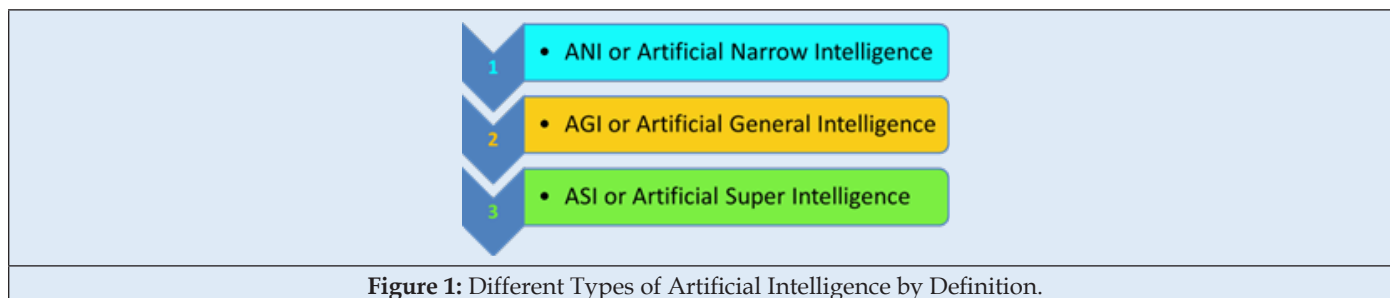 1
• ANI or Artificial Narrow Intelligence
2
• AGI or Artificial General Intelligence
3
• ASI or Artificial Super Intelligence
Figure 1: Different Types of Artificial Intelligence by Definition.